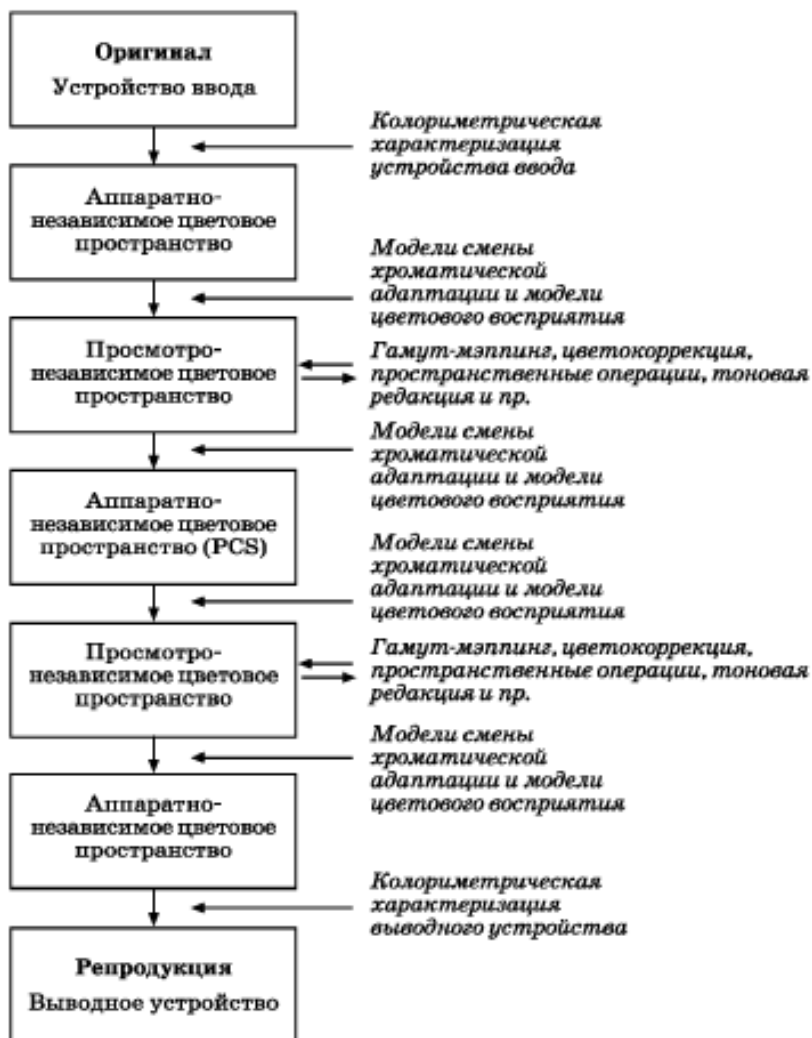 Оригинал
Устройство ввода
Колориметрическая
характеризация
устройства ввода
Аппаратно-
независимое цветовое
пространство
Модели смены
хроматической
адаптации и модели
цветового восприятия
Просмотро-
независимое цветовое
пространство
Гамут-мэппинг, цветокоррекция,
пространственные операции, тоновая
редакция и пр.
Модели смены
хроматической
адаптации и модели
цветового восприятия
Аппаратно-
независимое цветовое
пространство (PCS)
Модели смены
хроматической
адаптации и модели
цветового восприятия
Просмотро-
независимое цветовое
пространство
Гамут-мэппинг, цветокоррекция,
пространственные операции, тоновая
редакция и пр.
Модели смены
хроматической
адаптации и модели
цветового восприятия
Аппаратно-
независимое цветовое
пространство
Колориметрическая
характеризация
выводного устройства
Репродукция
Выводное устройство